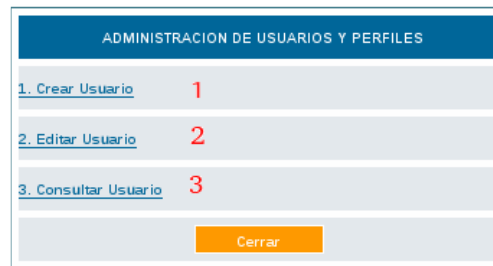 ADMINISTRACION DE USUARIOS Y PERFILES
1. Crear Usuario 1
2. Editar Usuario 2
3. Consultar Usuario 3
Cerrar